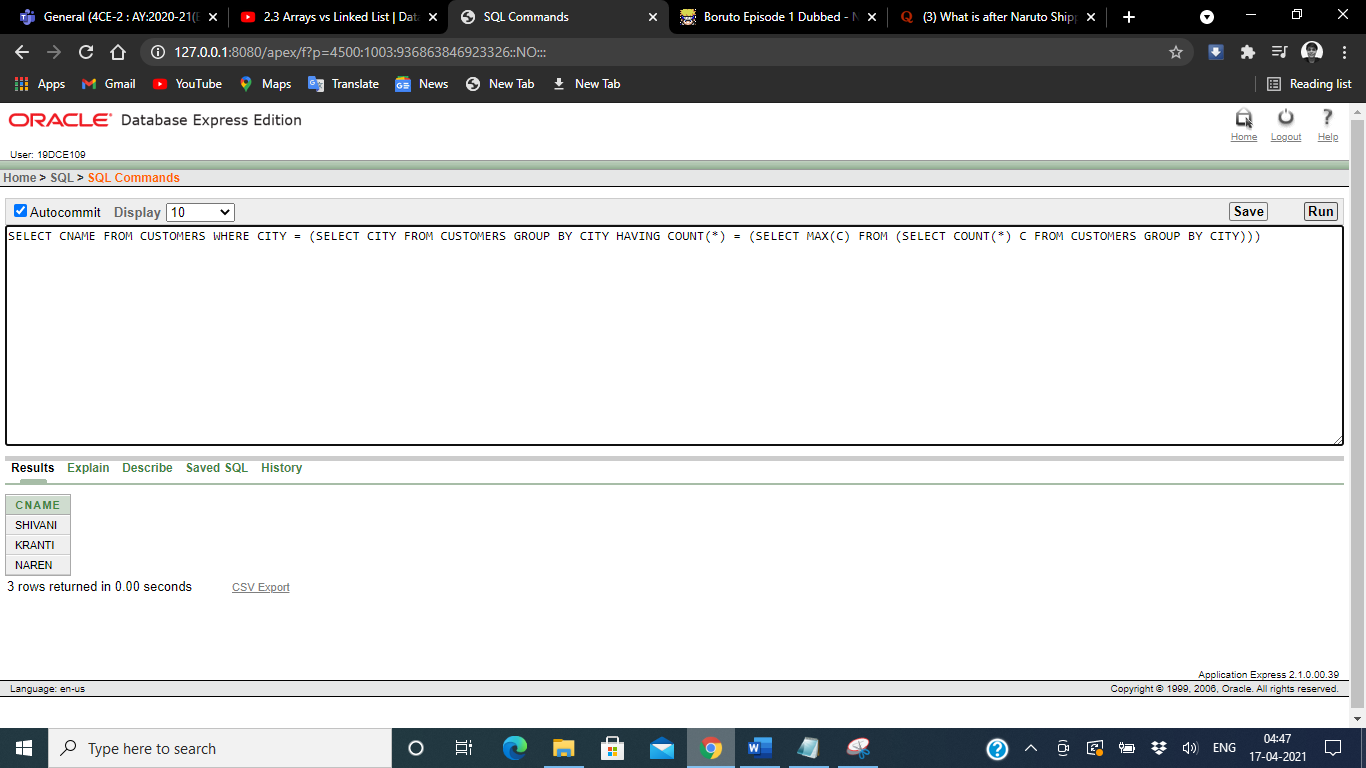 General (4CE-2 : AY:2020-21(E
2.3 Arrays vs Linked List | Data
SQL Commands
Boruto Episode 1 Dubbed - N
(3) What is after Naruto Ship
127.0.0.1:8080/apex/f?p=4500:1003:936863846923326::NO:::
Apps Gmail YouTube Maps Translate News New Tab New Tab Reading list
ORACLE Database Express Edition
Home Logout Help
User: 19DCE109
Home > SQL > SQL Commands
Autocommit Display 10 Save Run
SELECT CNAME FROM CUSTOMERS WHERE CITY = (SELECT CITY FROM CUSTOMERS GROUP BY CITY HAVING COUNT(*) = (SELECT MAX(C) FROM (SELECT COUNT(*) C FROM CUSTOMERS GROUP BY CITY)))
Results Explain Describe Saved SQL History
CNAME
SHIVANI
KRANTI
NAREN
3 rows returned in 0.00 seconds CSV Export
Application Express 2.1.0.00.39
Language: en-us Copyright © 1999, 2006, Oracle. All rights reserved.
Type here to search
ENG
04:47
17-04-2021